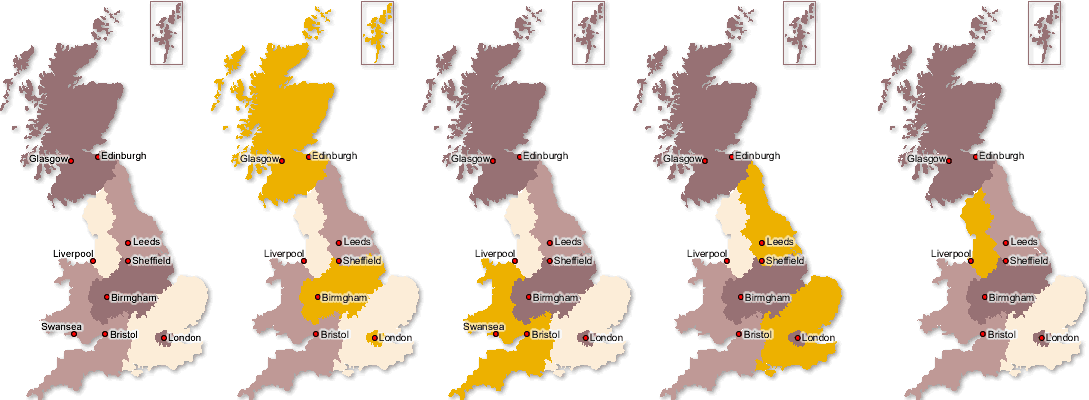 Glasgow
Edinburgh
Leeds
Liverpool
Sheffield
Birmgham
Swansea
Bristol
London
Glasgow
Edinburgh
Leeds
Liverpool
Sheffield
Birmgham
Bristol
London
Glasgow
Edinburgh
Leeds
Liverpool
Sheffield
Birmgham
Swansea
Bristol
London
Glasgow
Edinburgh
Leeds
Liverpool
Sheffield
Birmgham
Bristol
London
Glasgow
Edinburgh
Leeds
Liverpool
Sheffield
Birmgham
Bristol
London